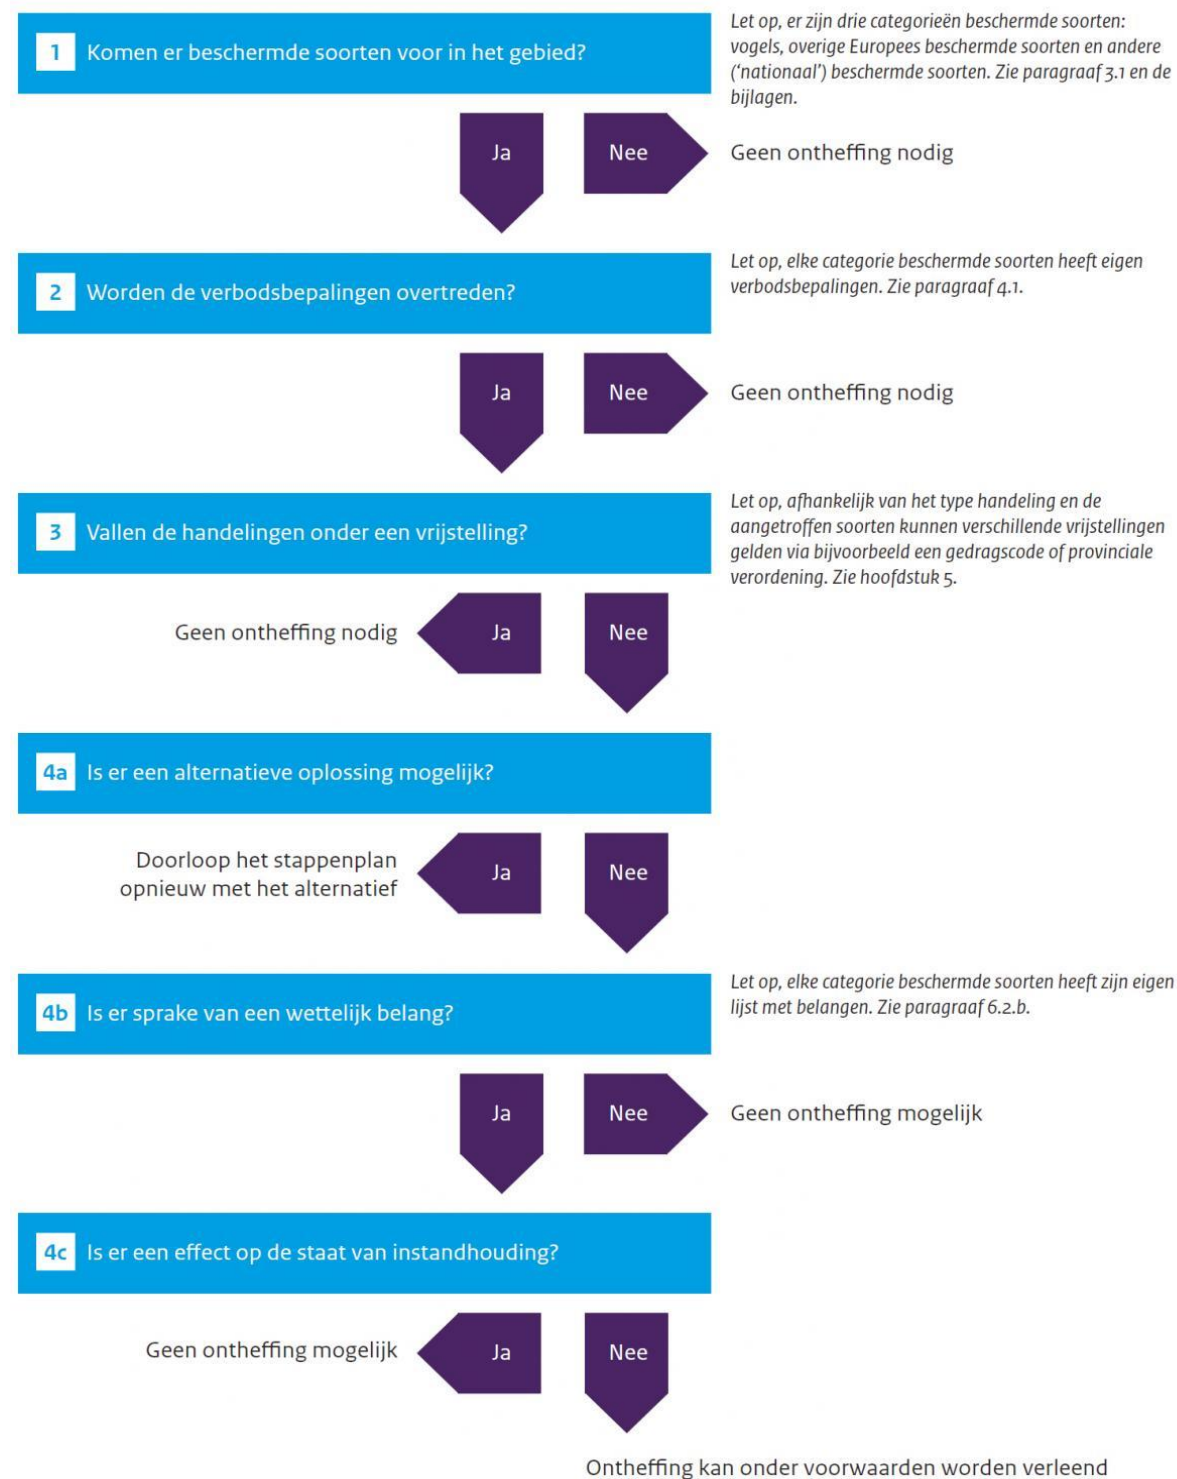 1 Komen er beschermde soorten voor in het gebied?
Let op, er zijn drie categorieën beschermde soorten:
vogels, overige Europees beschermde soorten en andere
(‘nationaal’) beschermde soorten. Zie paragraaf 3.1 en de
bijlagen.
Ja
Nee
Geen ontheffing nodig
2 Worden de verbodsbepalingen overtreden?
Let op, elke categorie beschermde soorten heeft eigen
verbodsbepalingen. Zie paragraaf 4.1.
Ja
Nee
Geen ontheffing nodig
3 Vallen de handelingen onder een vrijstelling?
Let op, afhankelijk van het type handeling en de
aangetroffen soorten kunnen verschillende vrijstellingen
gelden via bijvoorbeeld een gedragscode of provinciale
verordening. Zie hoofdstuk 5.
Geen ontheffing nodig
Ja
Nee
4a Is er een alternatieve oplossing mogelijk?
Doorloop het stappenplan
opnieuw met het alternatief
Ja
Nee
4b Is er sprake van een wettelijk belang?
Let op, elke categorie beschermde soorten heeft zijn eigen
lijst met belangen. Zie paragraaf 6.2.b.
Ja
Nee
Geen ontheffing mogelijk
4c Is er een effect op de staat van instandhouding?
Geen ontheffing mogelijk
Ja
Nee
Ontheffing kan onder voorwaarden worden verleend